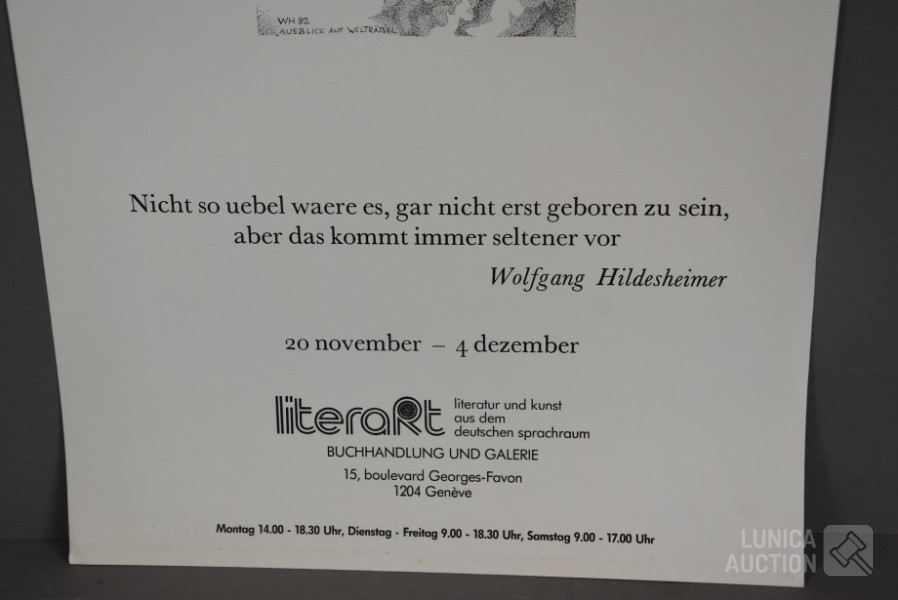 WH 82
AUSBLICK AUF WELTRÄTSEL
Nicht so uebel waere es, gar nicht erst geboren zu sein,
aber das kommt immer seltener vor
Wolfgang Hildesheimer
20 november – 4 dezember
literaRt
literatur und kunst
aus dem
deutschen sprachraum
BUCHHANDLUNG UND GALERIE
15, boulevard Georges-Favon
1204 Genève
Montag 14.00 - 18.30 Uhr, Dienstag - Freitag 9.00 - 18.30 Uhr, Samstag 9.00 - 17.00 Uhr
LUNICA
AUCTION